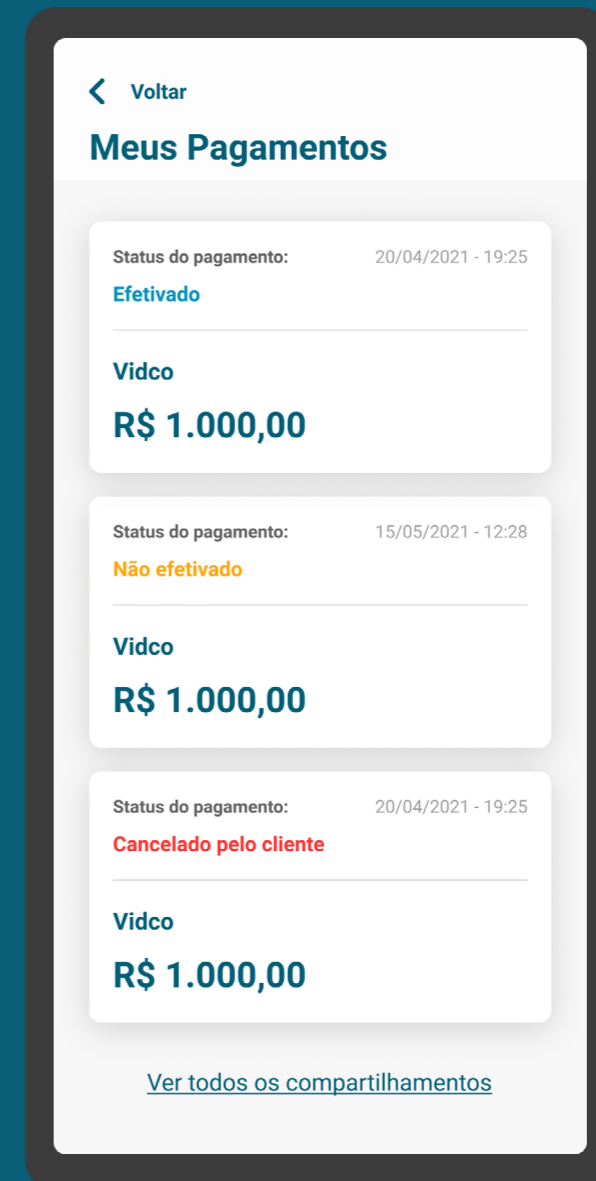 Voltar
Meus Pagamentos
Status do pagamento: 20/04/2021 - 19:25
Efetivado
Vidco
R$ 1.000,00
Status do pagamento: 15/05/2021 - 12:28
Não efetivado
Vidco
R$ 1.000,00
Status do pagamento: 20/04/2021 - 19:25
Cancelado pelo cliente
Vidco
R$ 1.000,00
Ver todos os compartilhamentos